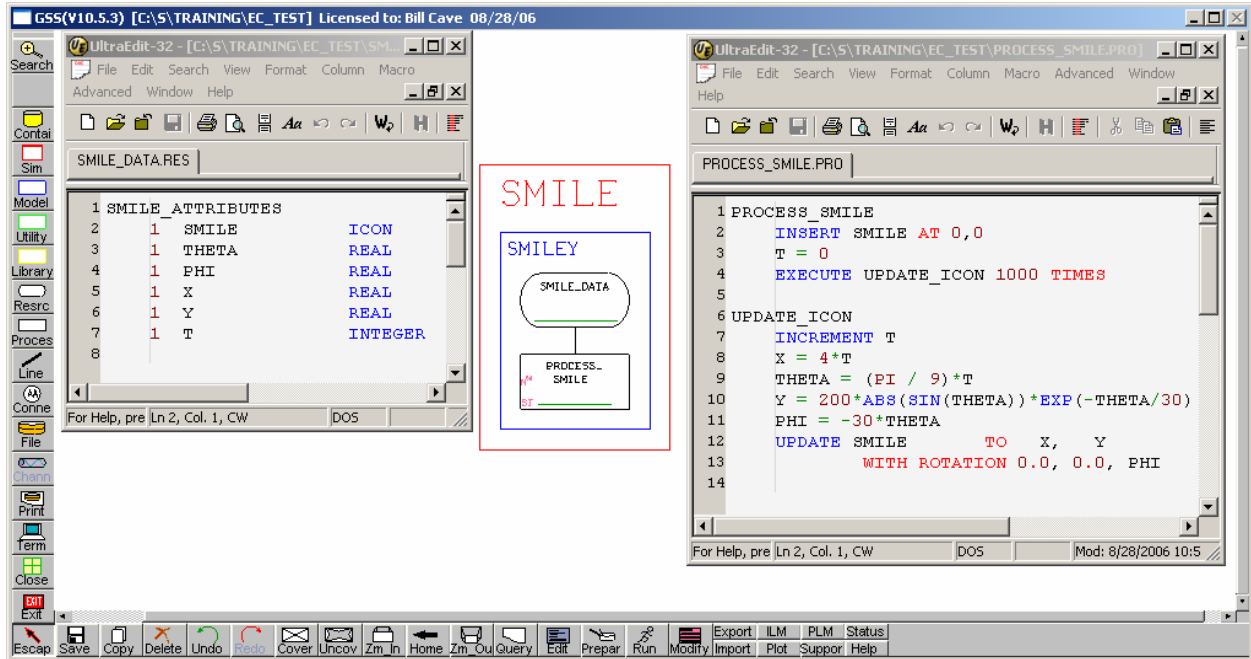 GSS(V10.5.3) [C:\S\TRAINING\EC_TEST] Licensed to: Bill Cave 08/28/06
Search
Contai
Sim
Model
Utility
Library
Resrc
Proces
Line
Conne
File
Chann
Print
Term
Close
EXIT
Exit
UltraEdit-32 - [C:\S\TRAINING\EC_TEST\SM...
File Edit Search View Format Column Macro
Advanced Window Help
SMILE_DATA.RES
1 SMILE_ATTRIBUTES
2 1 SMILE ICON
3 1 THETA REAL
4 1 PHI REAL
5 1 X REAL
6 1 Y REAL
7 1 T INTEGER
8
For Help, pre Ln 2, Col. 1, CW DOS
SMILE
SMILEY
SMILE_DATA
PROCESS_
SMILE
ST
UltraEdit-32 - [C:\S\TRAINING\EC_TEST\PROCESS_SMILE.PRO]
File Edit Search View Format Column Macro Advanced Window
Help
PROCESS_SMILE.PRO
1 PROCESS_SMILE
2 INSERT SMILE AT 0,0
3 T = 0
4 EXECUTE UPDATE_ICON 1000 TIMES
5
6 UPDATE_ICON
7 INCREMENT T
8 X = 4*T
9 THETA = (PI / 9)*T
10 Y = 200*ABS(SIN(THETA))*EXP(-THETA/30)
11 PHI = -30*THETA
12 UPDATE SMILE TO X, Y
13 WITH ROTATION 0.0, 0.0, PHI
14
For Help, pre Ln 2, Col. 1, CW DOS Mod: 8/28/2006 10:5
Escap Save Copy Delete Undo Redo Cover Uncov Zm_In Home Zm_Ou Query Edit Prepar Run Modify
Export ILM PLM Status
Import Plot Suppor Help